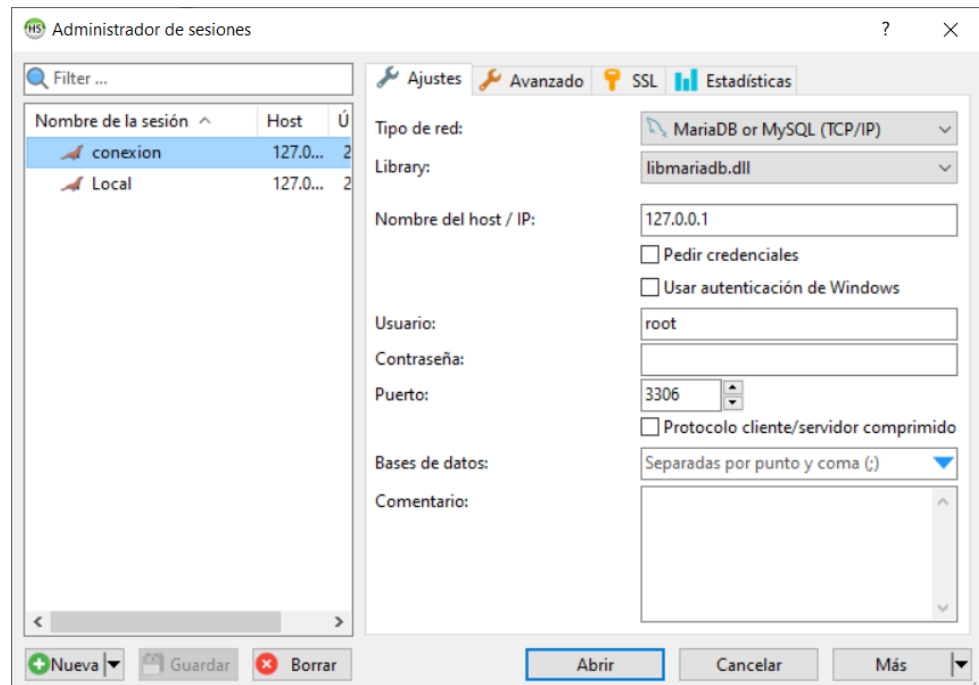 HS Administrador de sesiones ?
Filter ...
Nombre de la sesión Host Ú
conexion 127.0... 2
Local 127.0... 2
Nueva Guardar Borrar
Ajustes Avanzado SSL Estadísticas
Tipo de red: MariaDB or MySQL (TCP/IP)
Library: libmariadb.dll
Nombre del host / IP: 127.0.0.1
Pedir credenciales
Usar autenticación de Windows
Usuario: root
Contraseña:
Puerto: 3306
Protocolo cliente/servidor comprimido
Bases de datos: Separadas por punto y coma (;)
Comentario:
Abrir Cancelar Más